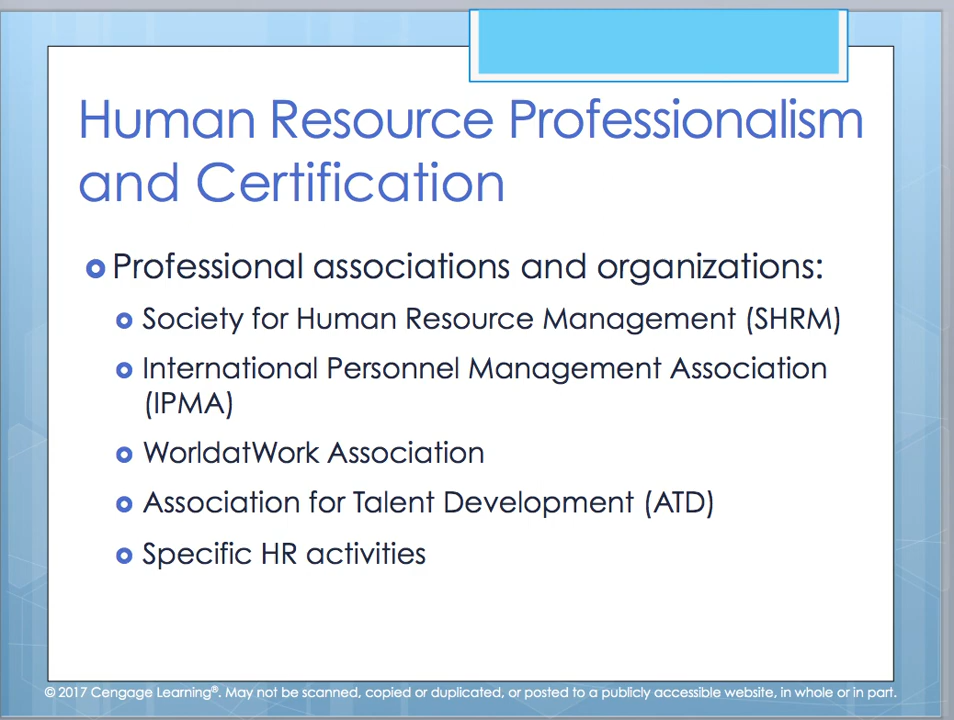 Human Resource Professionalism
and Certification
Professional associations and organizations:
Society for Human Resource Management (SHRM)
International Personnel Management Association
(IPMA)
WorldatWork Association
Association for Talent Development (ATD)
Specific HR activities
© 2017 Cengage Learning®. May not be scanned, copied or duplicated, or posted to a publicly accessible website, in whole or in part.